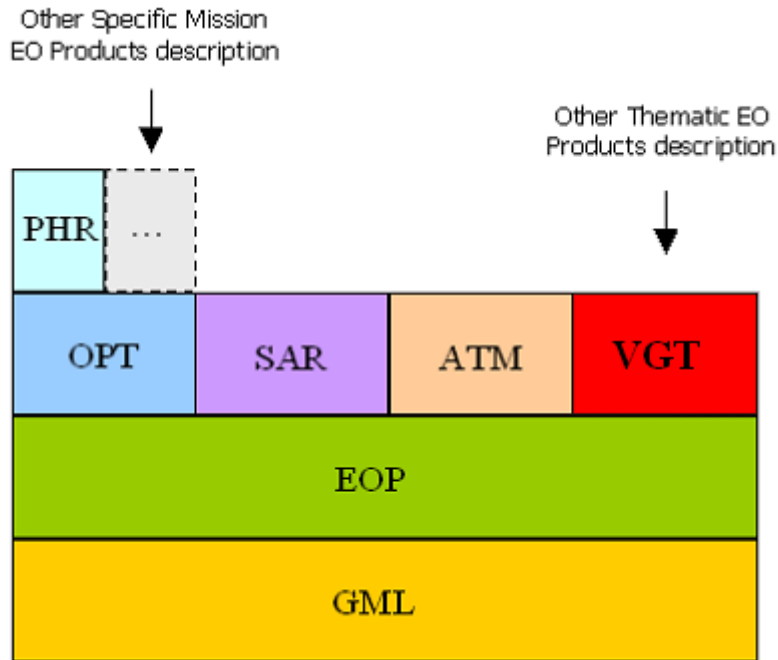 Other Specific Mission
EO Products description
Other Thematic EO
Products description
PHR
...
OPT
SAR
ATM
VGT
EOP
GML